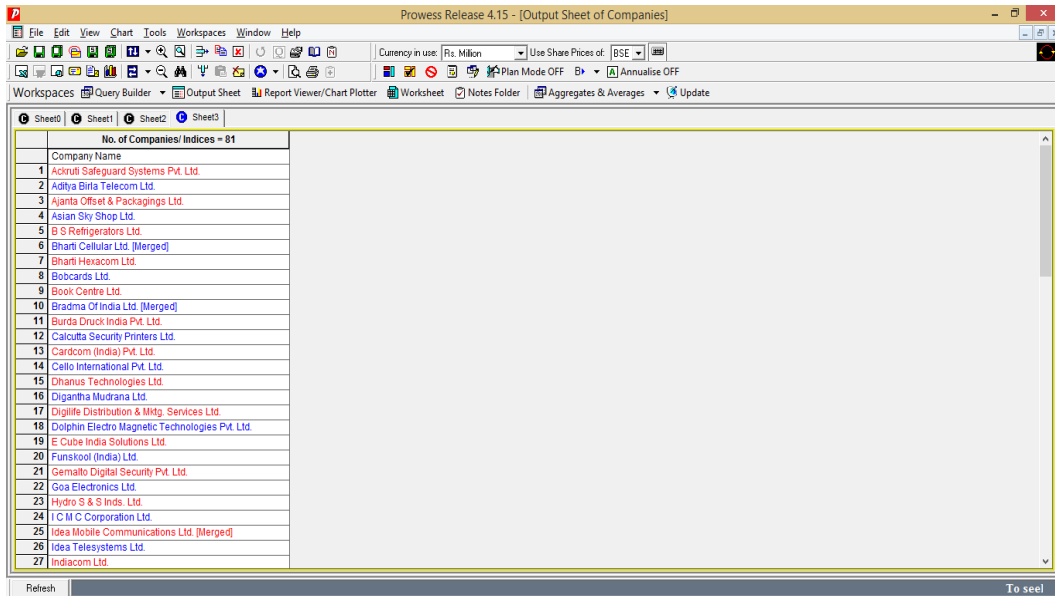 Prowess Release 4.15 - [Output Sheet of Companies]
File Edit View Chart Tools Workspaces Window Help
Currency in use: Rs. Million Use Share Prices of: BSE
Plan Mode OFF B Annualise OFF
Workspaces Query Builder Output Sheet Report Viewer/Chart Plotter Worksheet Notes Folder Aggregates & Averages Update
Sheet0 Sheet1 Sheet2 Sheet3
No. of Companies/ Indices = 81
Company Name
1 Ackruti Safeguard Systems Pvt. Ltd.
2 Aditya Birla Telecom Ltd.
3 Ajanta Offset & Packagings Ltd.
4 Asian Sky Shop Ltd.
5 B S Refrigerators Ltd.
6 Bharti Cellular Ltd. [Merged]
7 Bharti Hexacom Ltd.
8 Bobcards Ltd.
9 Book Centre Ltd.
10 Bradma Of India Ltd. [Merged]
11 Burda Druck India Pvt. Ltd.
12 Calcutta Security Printers Ltd.
13 Cardcom (India) Pvt. Ltd.
14 Cello International Pvt. Ltd.
15 Dhanus Technologies Ltd.
16 Digantha Mudrana Ltd.
17 Digilife Distribution & Mktg. Services Ltd.
18 Dolphin Electro Magnetic Technologies Pvt. Ltd.
19 E Cube India Solutions Ltd.
20 Funskool (India) Ltd.
21 Gemalto Digital Security Pvt. Ltd.
22 Goa Electronics Ltd.
23 Hydro S & S Inds. Ltd.
24 I C M C Corporation Ltd.
25 Idea Mobile Communications Ltd. [Merged]
26 Idea Telesystems Ltd.
27 Indiacom Ltd.
Refresh To seel